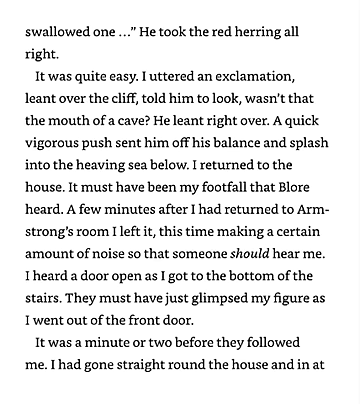 swallowed one …” He took the red herring all
right.
It was quite easy. I uttered an exclamation,
leant over the cliff, told him to look, wasn’t that
the mouth of a cave? He leant right over. A quick
vigorous push sent him off his balance and splash
into the heaving sea below. I returned to the
house. It must have been my footfall that Blore
heard. A few minutes after I had returned to Arm-
strong’s room I left it, this time making a certain
amount of noise so that someone should hear me.
I heard a door open as I got to the bottom of the
stairs. They must have just glimpsed my figure as
I went out of the front door.
It was a minute or two before they followed
me. I had gone straight round the house and in at